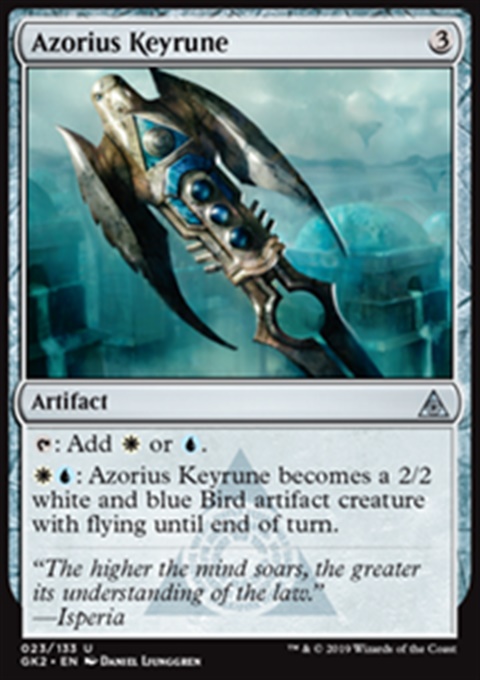 Azorius Keyrune 3
Artifact
: Add or .
: Azorius Keyrune becomes a 2/2
white and blue Bird artifact creature
with flying until end of turn.
“The higher the mind soars, the greater
its understanding of the law.”
—Isperia
023/133 U
GK2 • EN Daniel Ljunggren
™ & © 2019 Wizards of the Coast